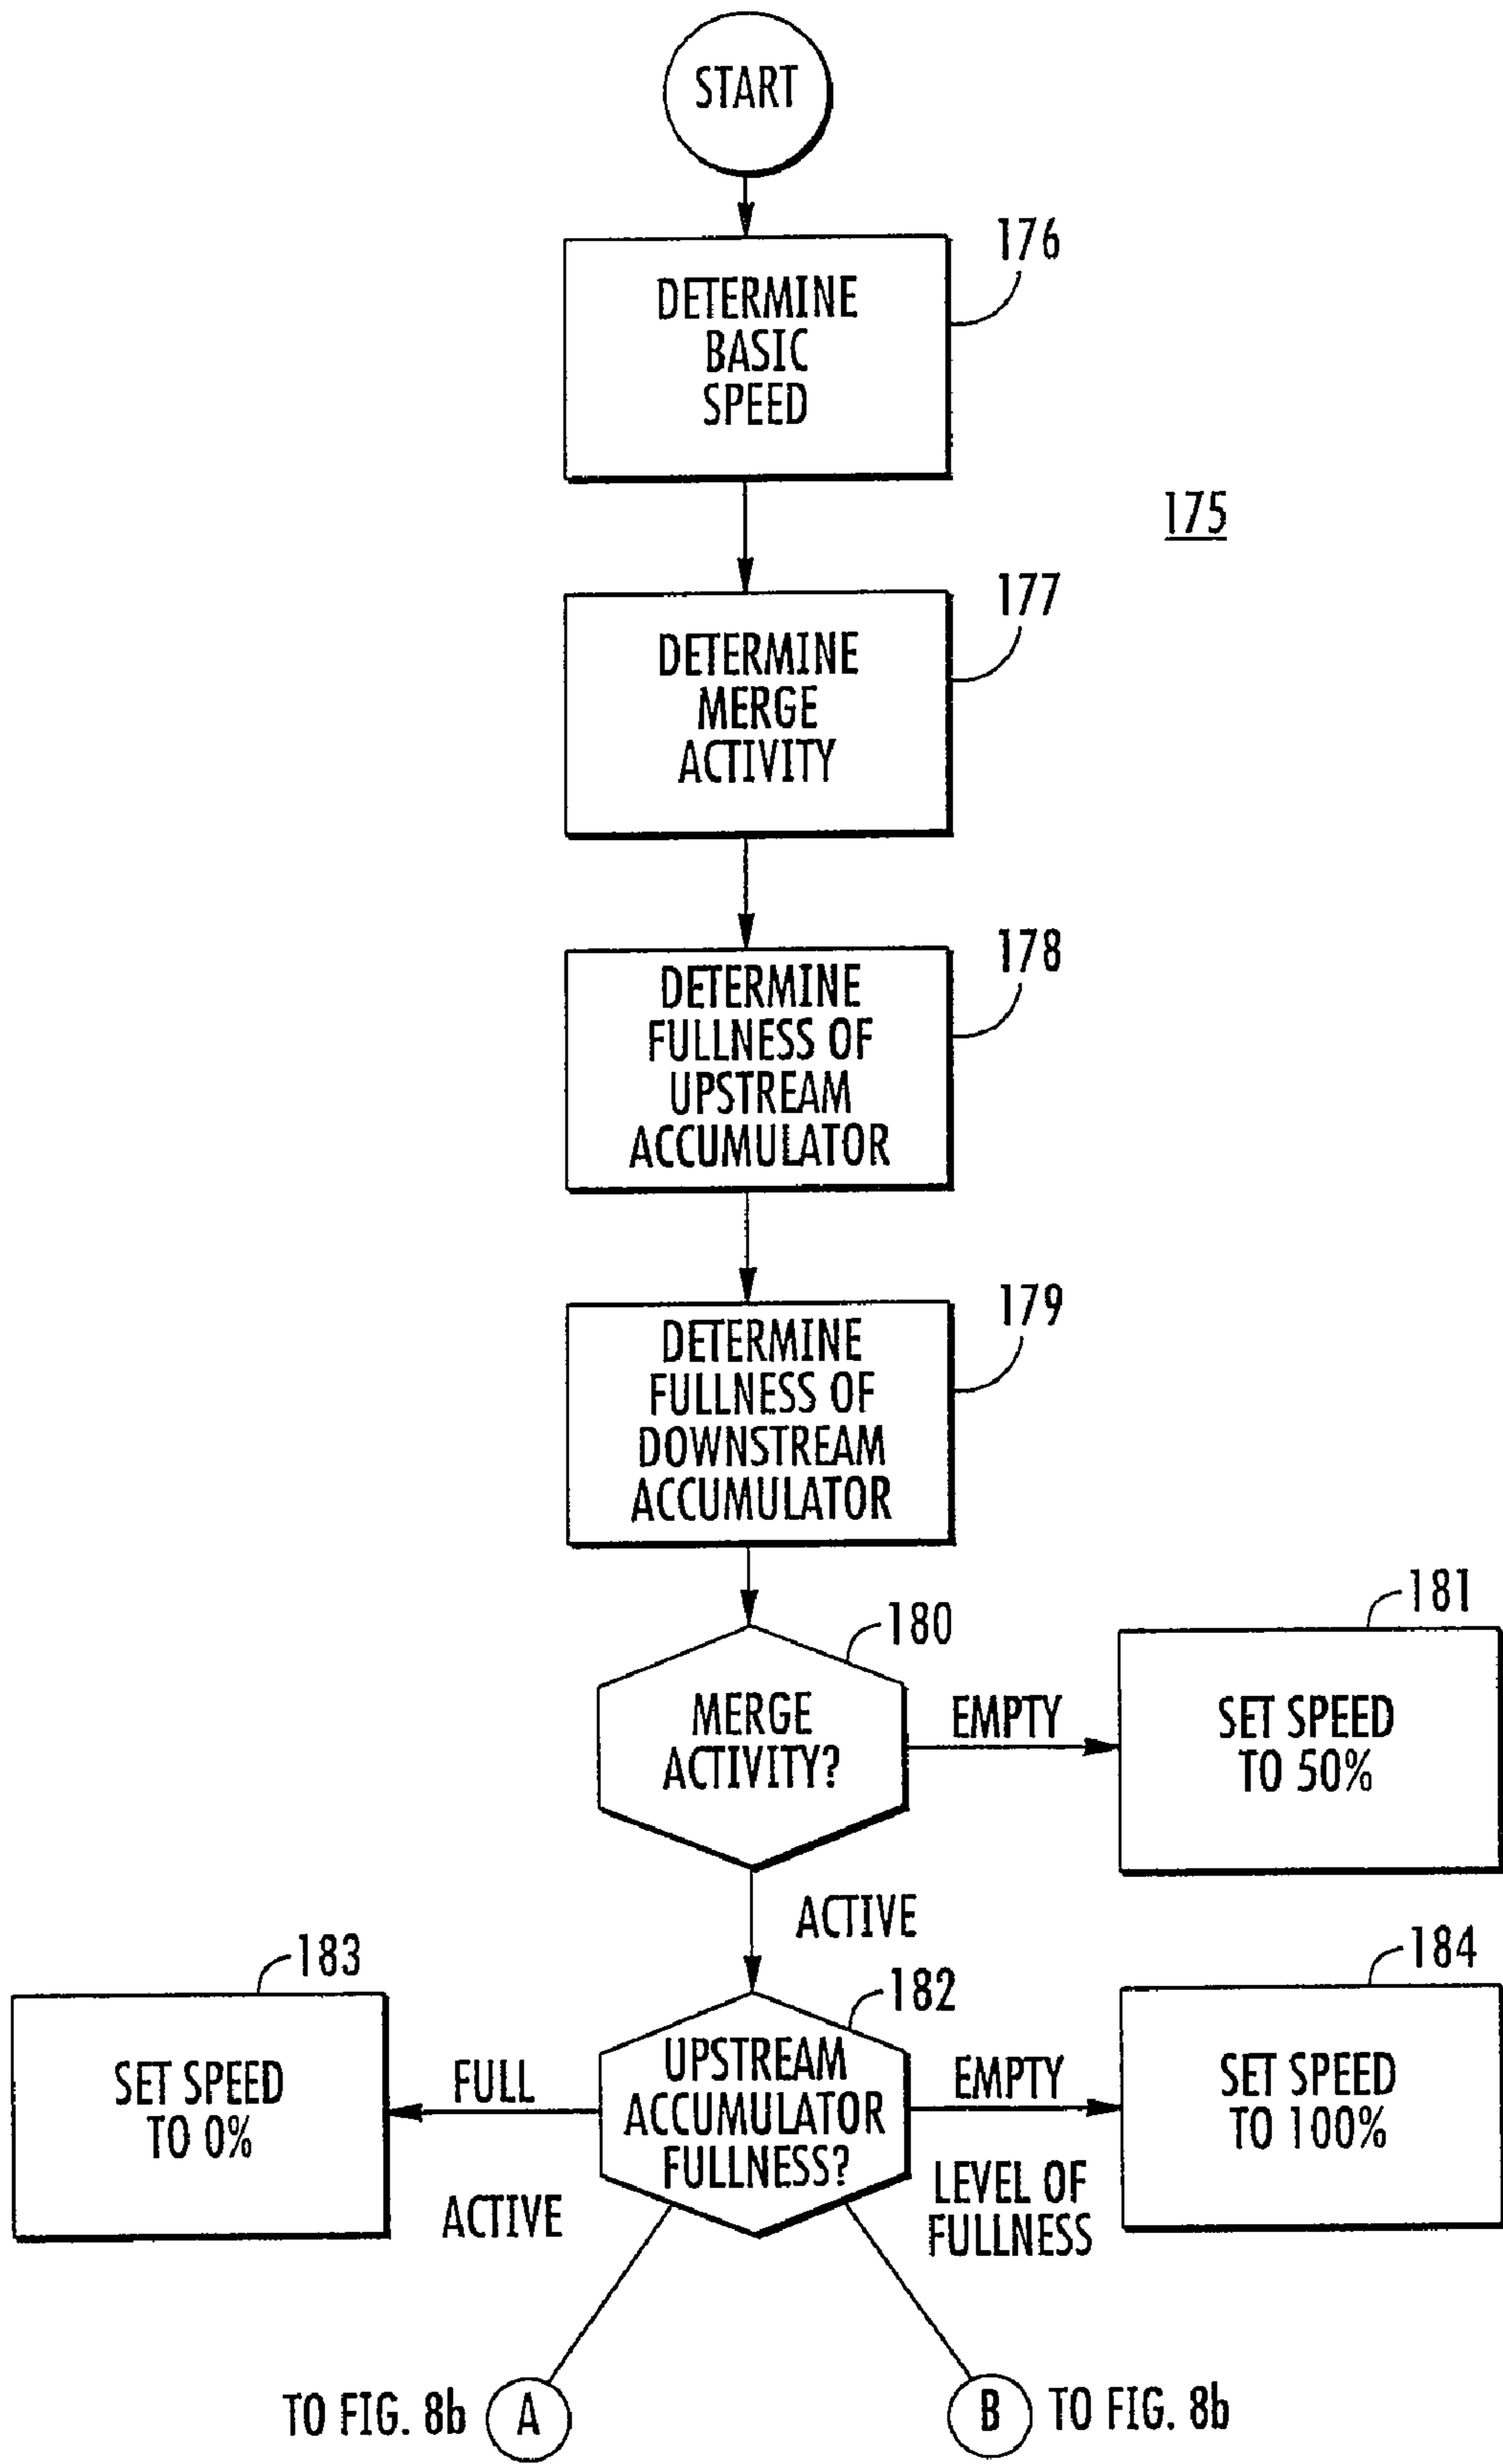 START
176
DETERMINE
BASIC
SPEED
175
177
DETERMINE
MERGE
ACTIVITY
178
DETERMINE
FULLNESS OF
UPSTREAM
ACCUMULATOR
179
DETERMINE
FULLNESS OF
DOWNSTREAM
ACCUMULATOR
180
MERGE
ACTIVITY?
EMPTY
181
SET SPEED
TO 50%
ACTIVE
183
SET SPEED
TO 0%
FULL
ACTIVE
182
UPSTREAM
ACCUMULATOR
FULLNESS?
EMPTY
LEVEL OF
FULLNESS
184
SET SPEED
TO 100%
TO FIG. 8b
A
B
TO FIG. 8b